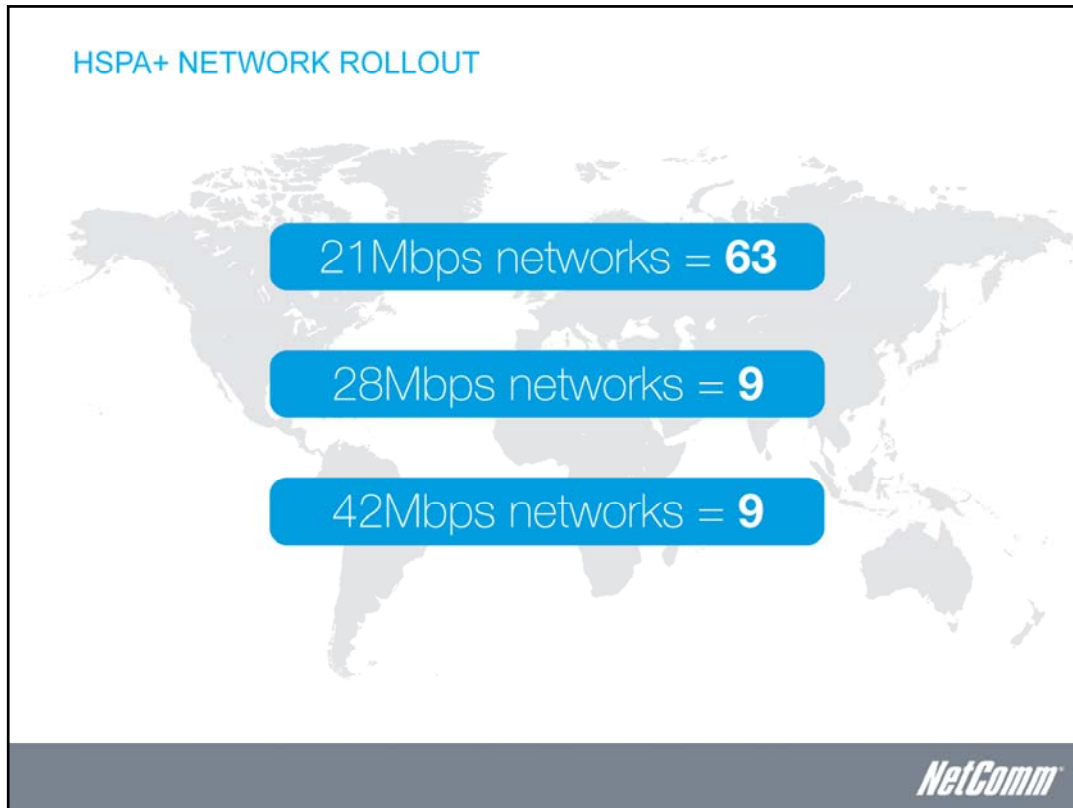 HSPA+ NETWORK ROLLOUT
21Mbps networks = 63
28Mbps networks = 9
42Mbps networks = 9
NetComm